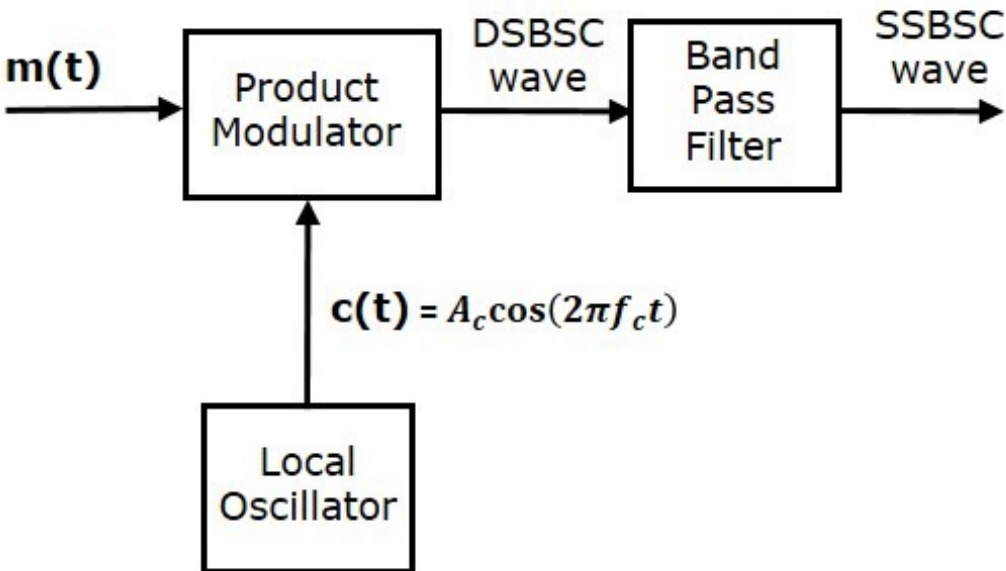 m(t)
Product
Modulator
DSBSC
wave
Band
Pass
Filter
SSBSC
wave
c(t) = A_c cos(2πf_c t)
Local
Oscillator